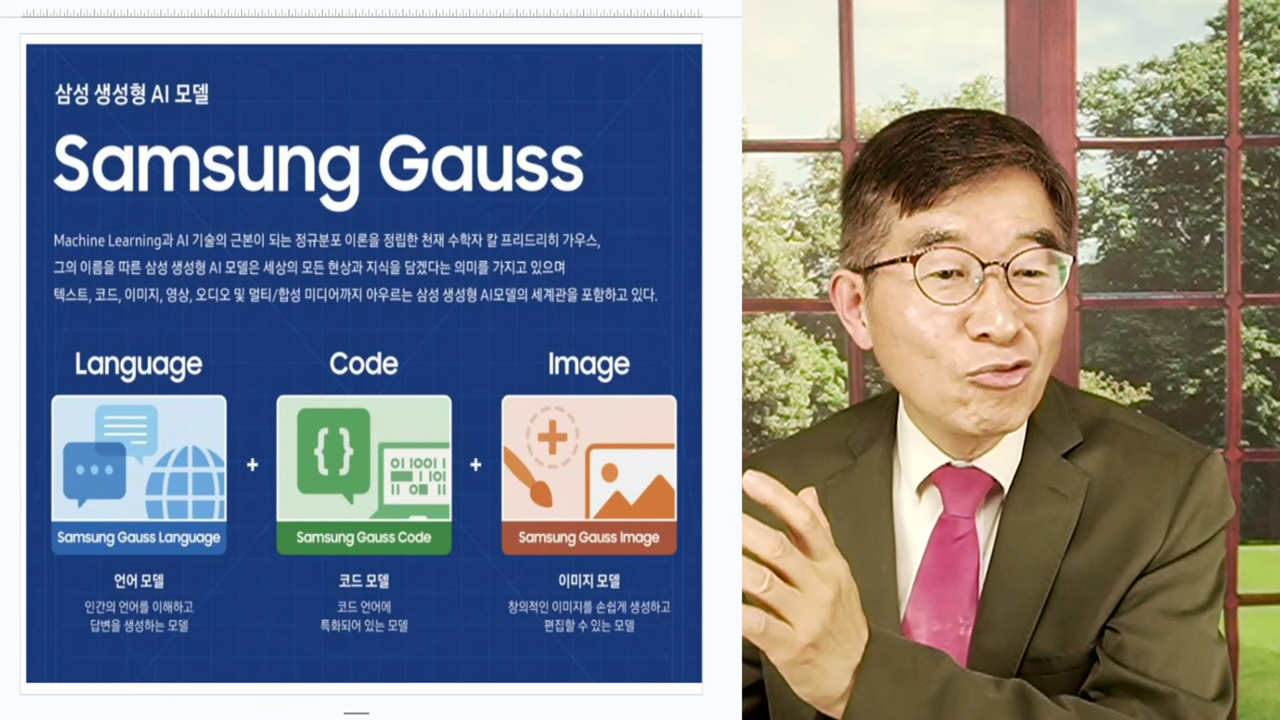 삼성 생성형 AI 모델
Samsung Gauss
Machine Learning과 AI 기술의 근본이 되는 정규분포 이론을 정립한 천재 수학자 칼 프리드리히 가우스,
그의 이름을 따른 삼성 생성형 AI 모델은 세상의 모든 현상과 지식을 담겠다는 의미를 가지고 있으며
텍스트, 코드, 이미지, 영상, 오디오 및 멀티/합성 미디어까지 아우르는 삼성 생성형 AI모델의 세계관을 포함하고 있다.
Language
Code
Image
+
+
Samsung Gauss Language
Samsung Gauss Code
Samsung Gauss Image
언어 모델
인간의 언어를 이해하고
답변을 생성하는 모델
코드 모델
코드 언어에
특화되어 있는 모델
이미지 모델
창의적인 이미지를 손쉽게 생성하고
편집할 수 있는 모델